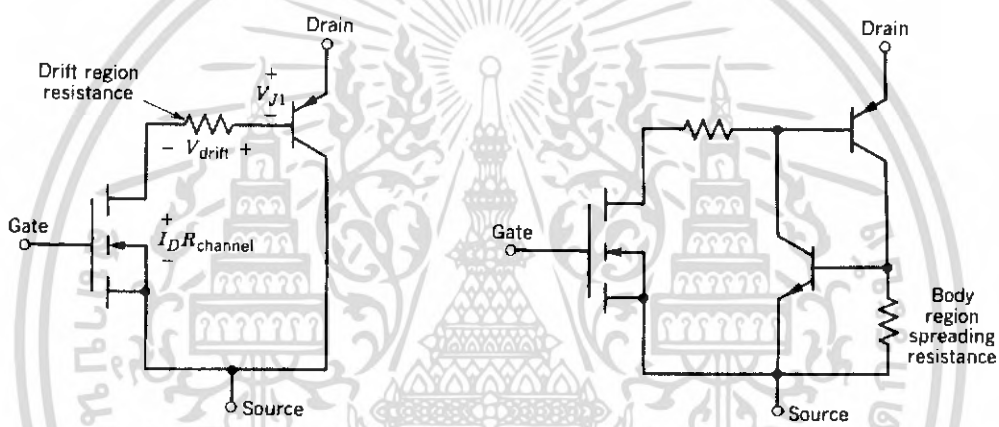 Drain
Drift region
resistance
+
V_J1
−
− V_drift +
Gate
+
I_D R_channel
−
Source
Drain
Gate
Body
region
spreading
resistance
Source